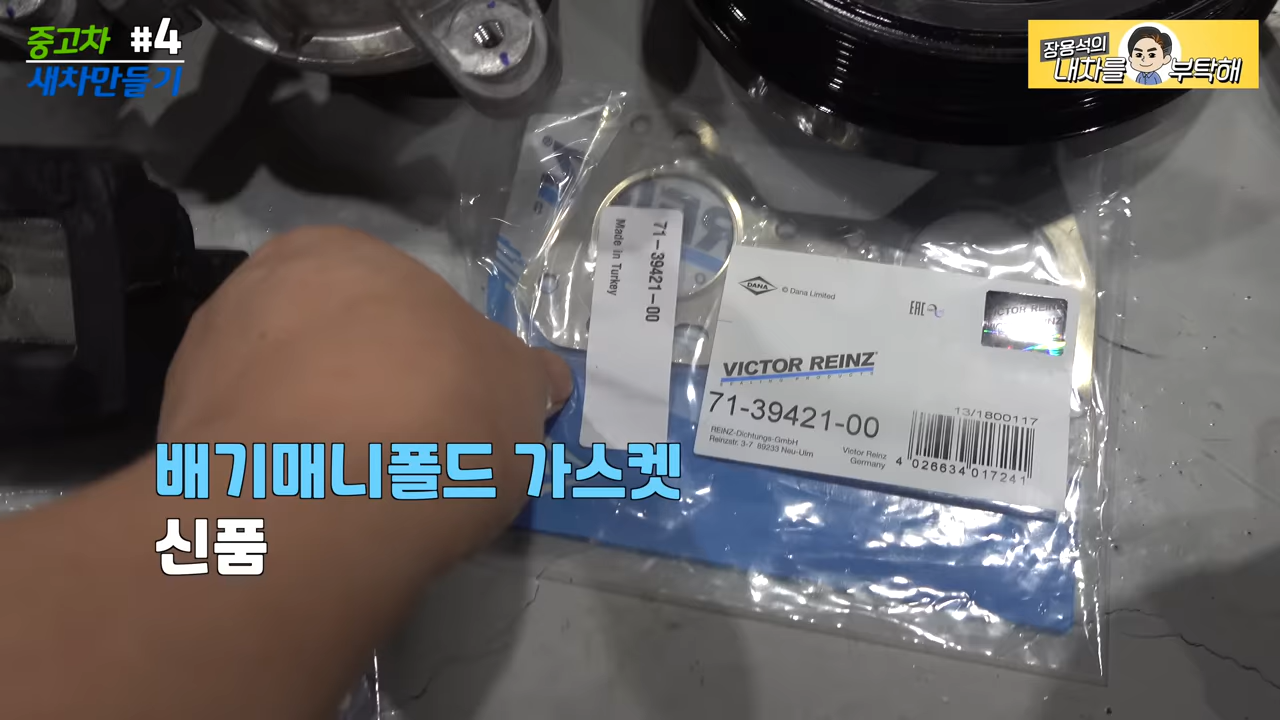 중고차 #4
새차만들기
장용석의
내차를 부탁해
71-39421-00
Made in Turkey
DANA © Dana Limited
EAC
VICTOR REINZ
VICTOR REINZ
71-39421-00
13/1800117
REINZ-Dichtungs-GmbH
Reinzstr. 3-7 89233 Neu-Ulm
Victor Reinz
Germany
4 026634 017241
배기매니폴드 가스켓
신품